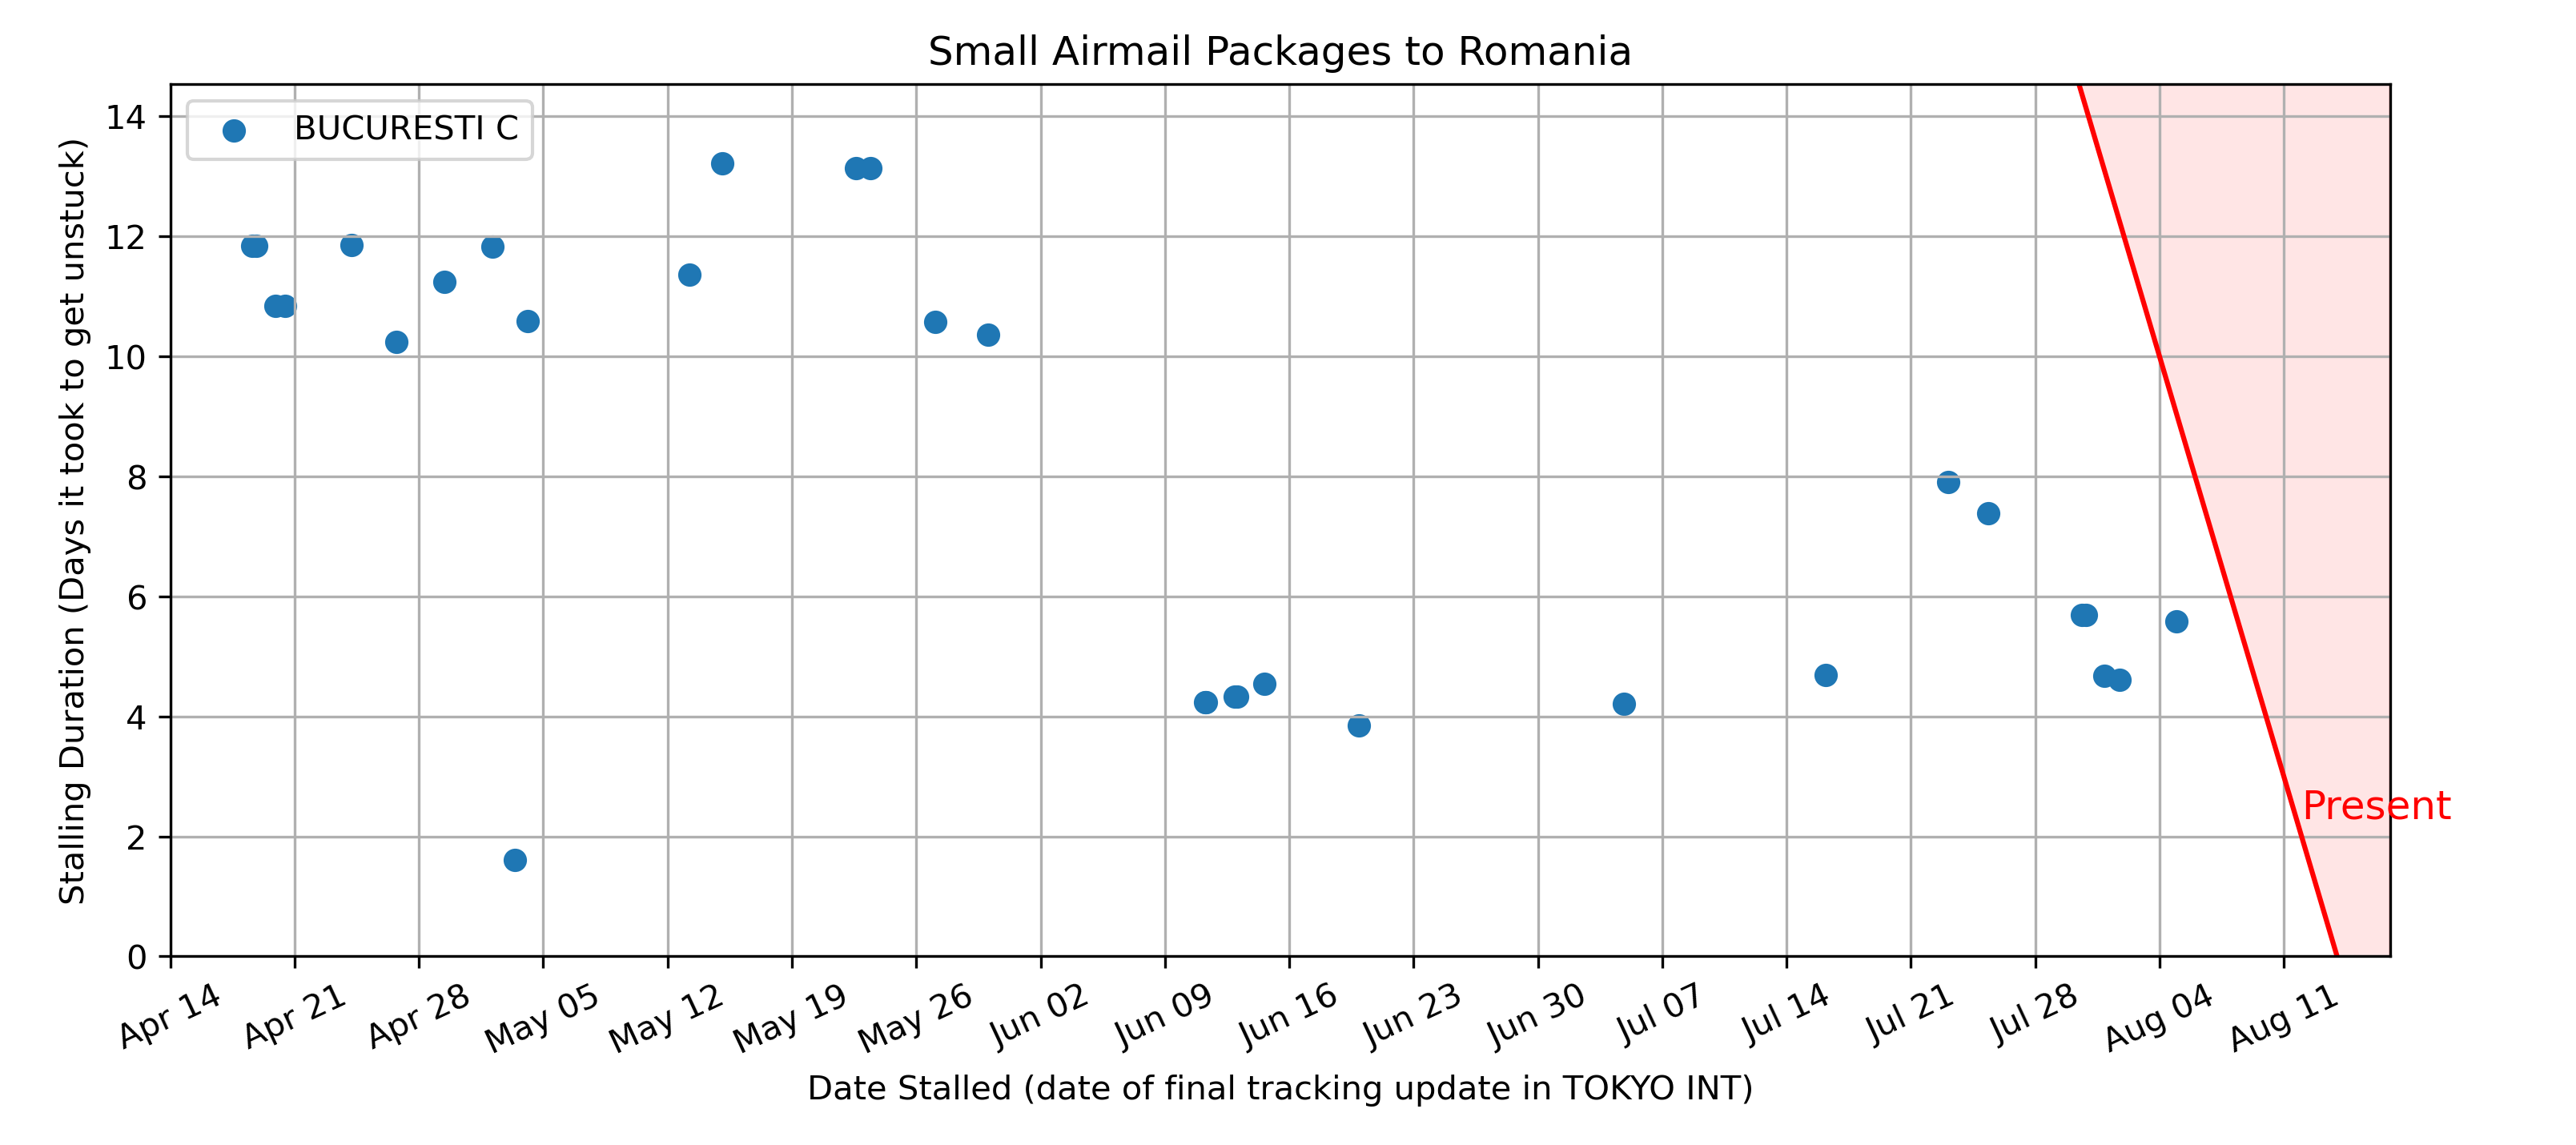 Small Airmail Packages to Romania
BUCURESTI C
Stalling Duration (Days it took to get unstuck)
14
12
10
8
6
4
2
0
Present
Apr 14
Apr 21
Apr 28
May 05
May 12
May 19
May 26
Jun 02
Jun 09
Jun 16
Jun 23
Jun 30
Jul 07
Jul 14
Jul 21
Jul 28
Aug 04
Aug 11
Date Stalled (date of final tracking update in TOKYO INT)